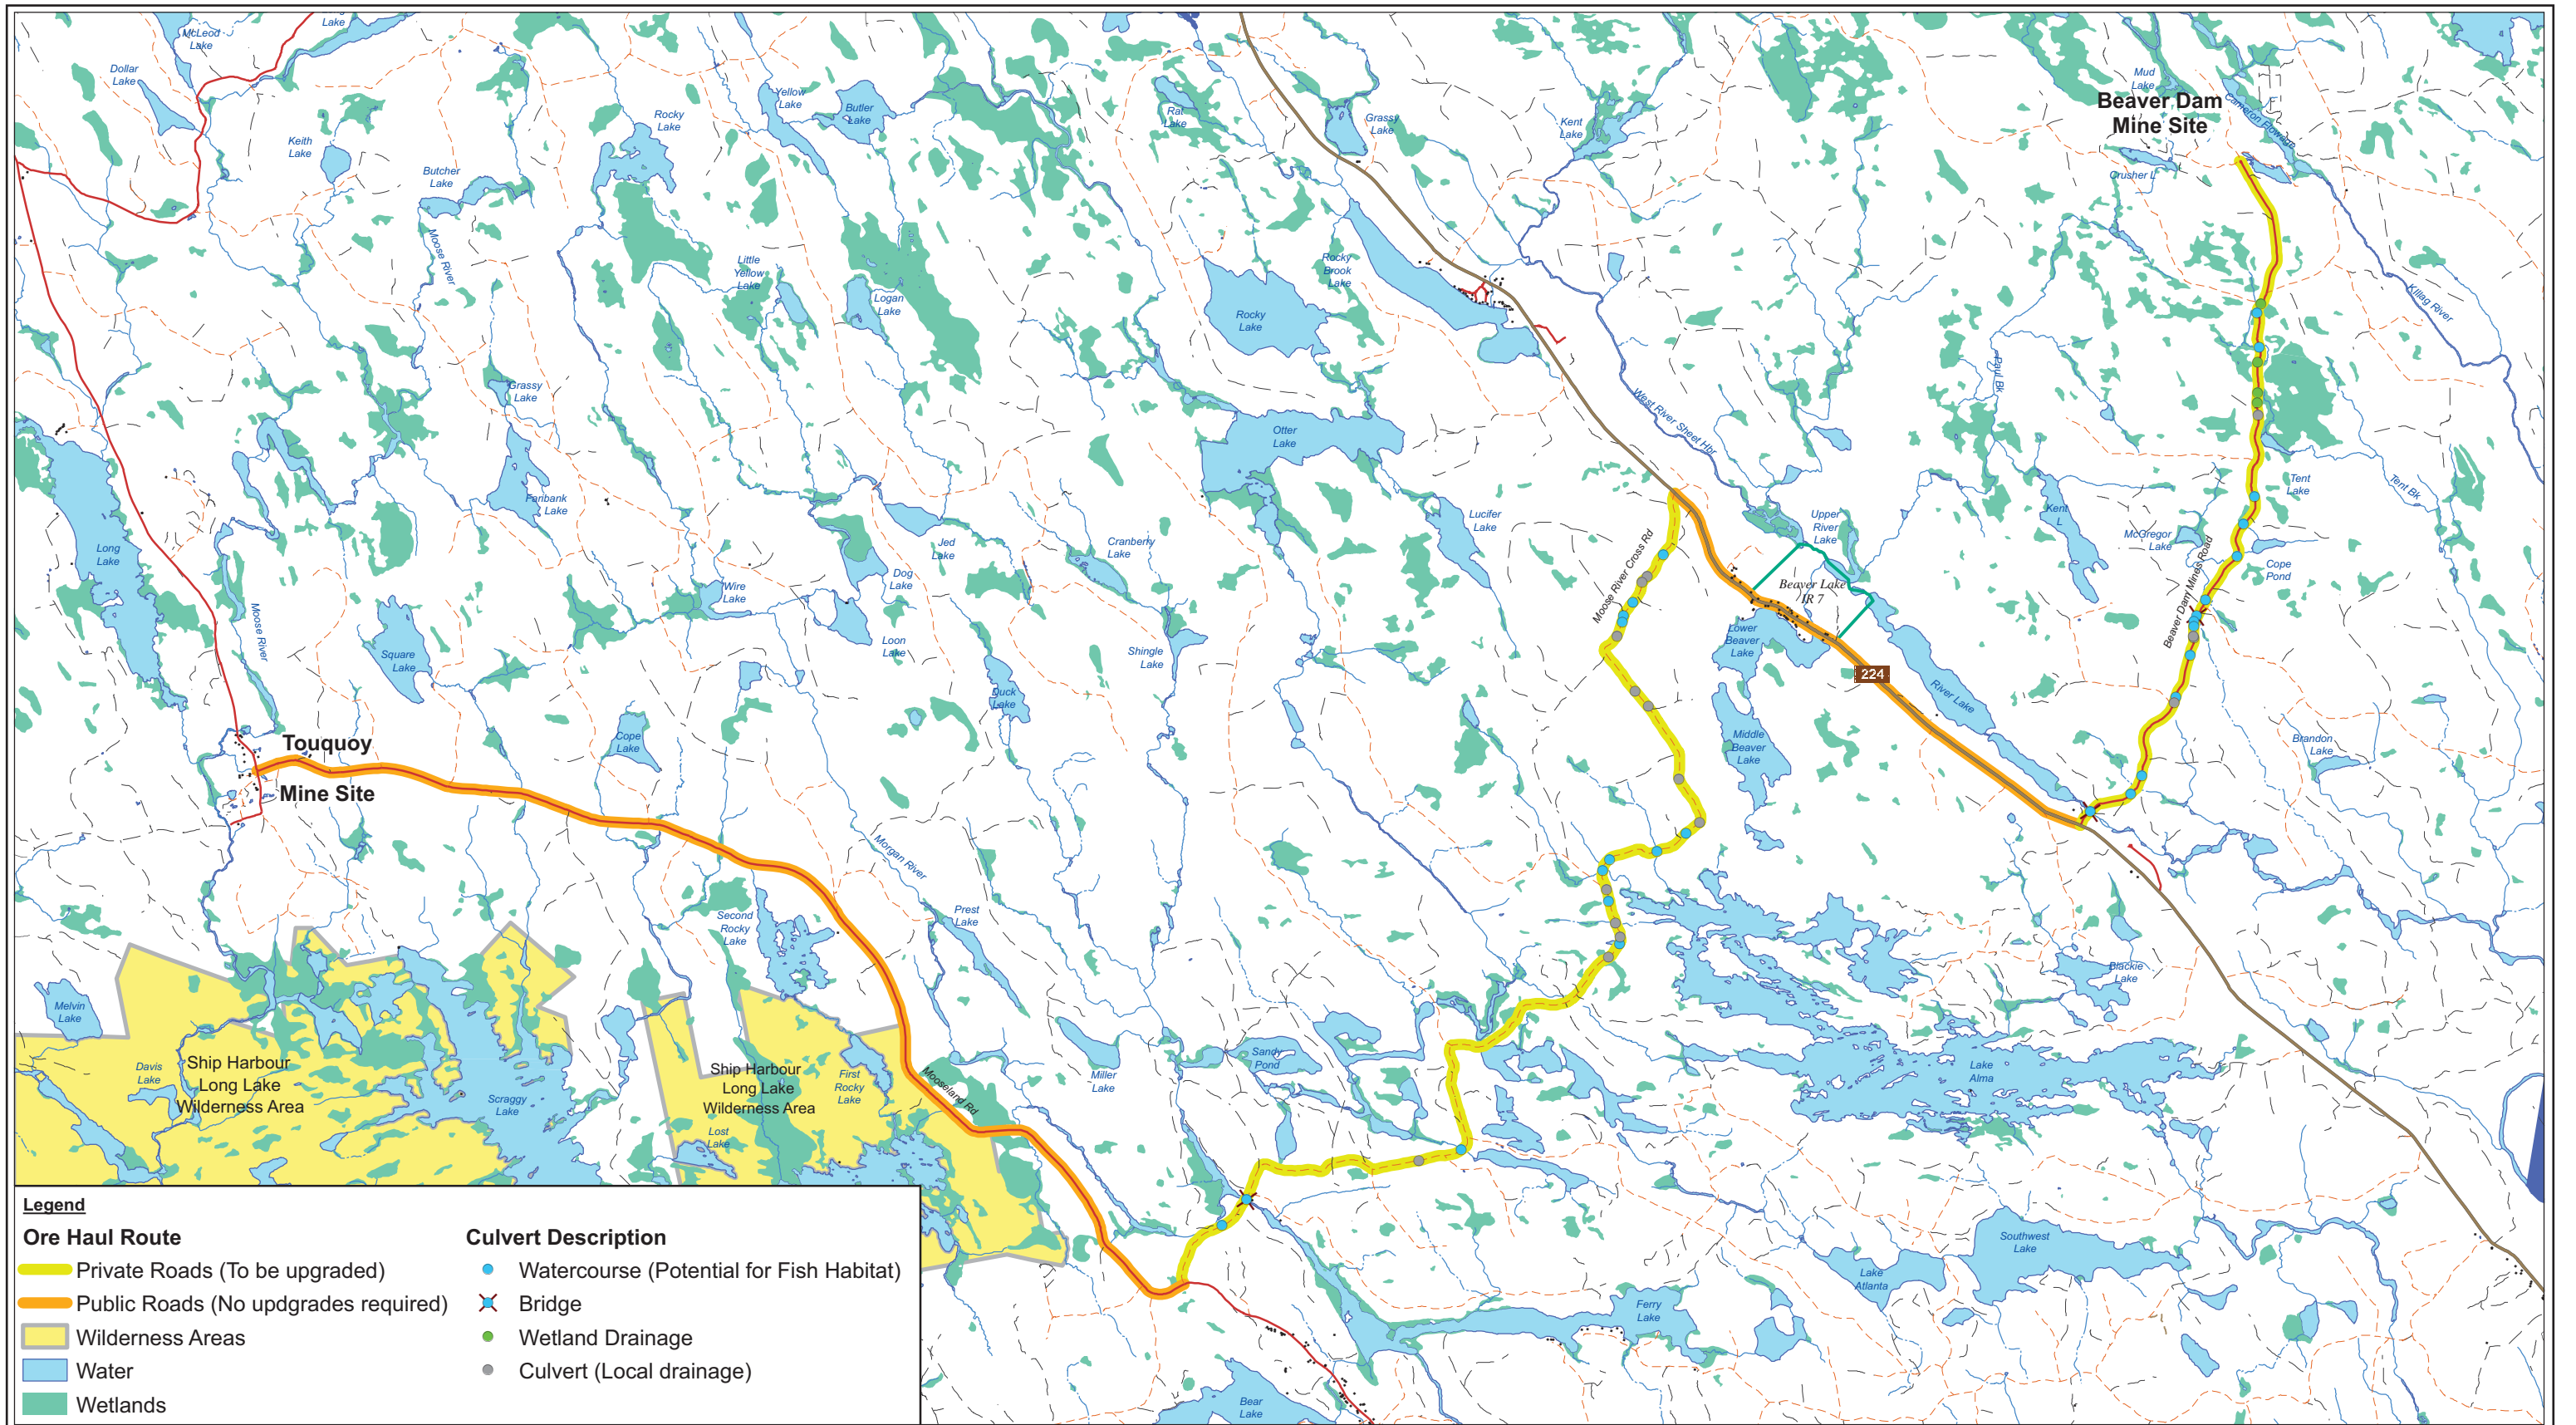 Lake
McLeod
Lake
Dollar
Lake
Keith
Lake
Butcher
Lake
Moose River
Rocky
Lake
Yellow
Lake
Butler
Lake
Rat
Lake
Grassy
Lake
Kent
Lake
Mud
Lake
Beaver Dam
Mine Site
Cameron Flowage
Crusher L
Killag River
Little
Yellow
Lake
Logan
Lake
Rocky
Lake
Rocky
Brook
Lake
Grassy
Lake
Fanbank
Lake
Otter
Lake
West River Sheet Hbr
Paul Bk
Tent
Lake
Tent Bk
Long
Lake
Moose River
Square
Lake
Wire
Lake
Jed
Lake
Dog
Lake
Loon
Lake
Cranberry
Lake
Shingle
Lake
Duck
Lake
Lucifer
Lake
Moose River Cross Rd
Upper
River
Lake
Beaver Lake
IR 7
Lower
Beaver
Lake
224
River Lake
Middle
Beaver
Lake
Kent
L
McGregor
Lake
Cope
Pond
Beaver Dam Mines Road
Brandon
Lake
Touquoy
Mine Site
Cope
Lake
Morgan River
Second
Rocky
Lake
Prest
Lake
Melvin
Lake
Davis
Lake
Ship Harbour
Long Lake
Wilderness Area
Scraggy
Lake
Ship Harbour
Long Lake
Wilderness Area
First
Rocky
Lake
Lost
Lake
Mooseland Rd
Miller
Lake
Sandy
Pond
Blackie
Lake
Lake
Alma
Southwest
Lake
Lake
Atlanta
Ferry
Lake
Bear
Lake
Legend
Ore Haul Route
Private Roads (To be upgraded)
Public Roads (No updgrades required)
Wilderness Areas
Water
Wetlands
Culvert Description
Watercourse (Potential for Fish Habitat)
Bridge
Wetland Drainage
Culvert (Local drainage)